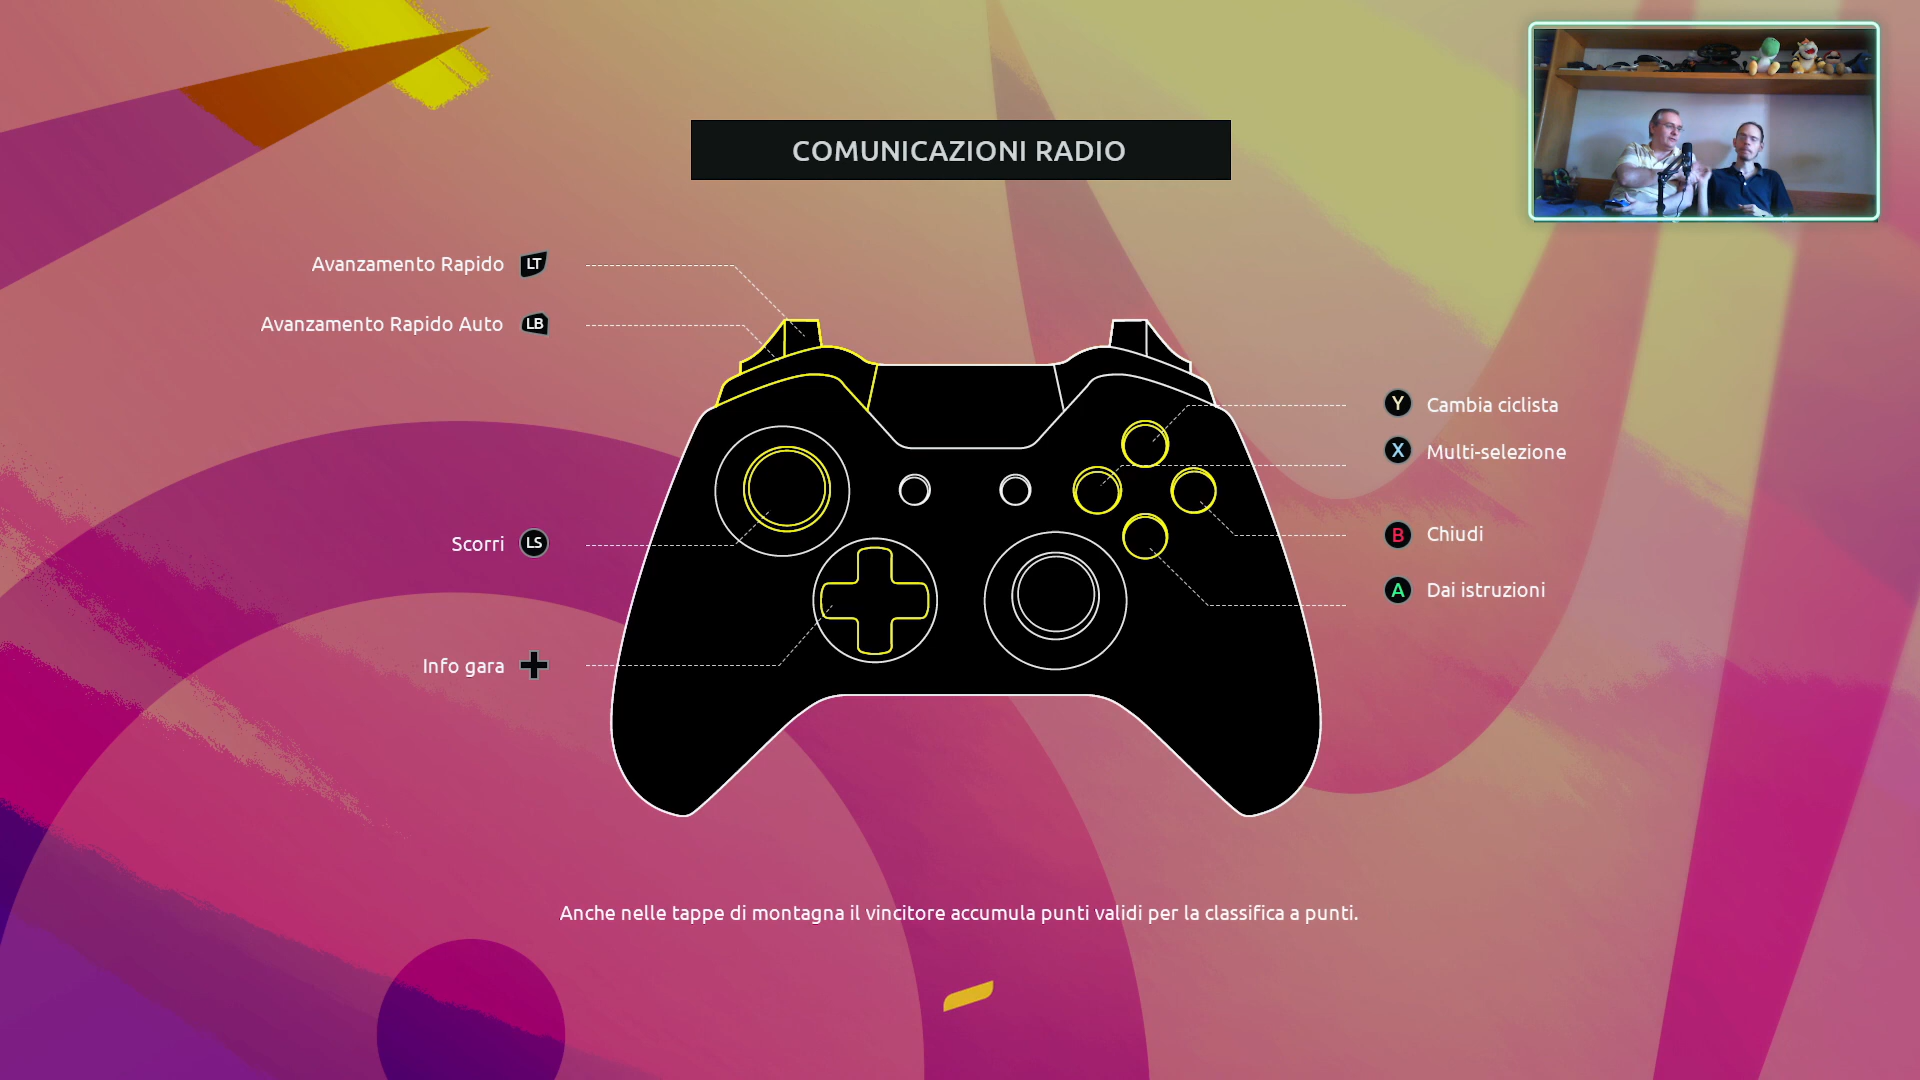 COMUNICAZIONI RADIO
Avanzamento Rapido LT
Avanzamento Rapido Auto LB
Scorri LS
Info gara
Y Cambia ciclista
X Multi-selezione
B Chiudi
A Dai istruzioni
Anche nelle tappe di montagna il vincitore accumula punti validi per la classifica a punti.